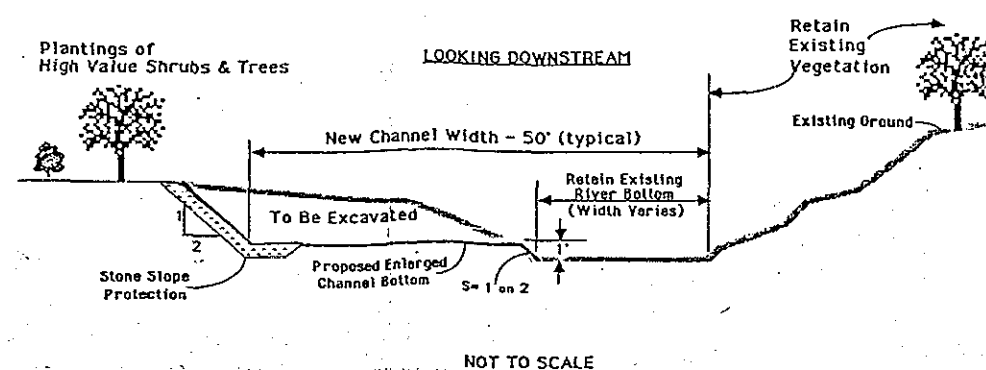 Plantings of
High Value Shrubs & Trees
LOOKING DOWNSTREAM
Retain
Existing
Vegetation
Existing Ground
New Channel Width - 50' (typical)
Retain Existing
River Bottom
(Width Varies)
To Be Excavated
1
2
1'
Stone Slope
Protection
Proposed Enlarged
Channel Bottom
S= 1 on 2
NOT TO SCALE